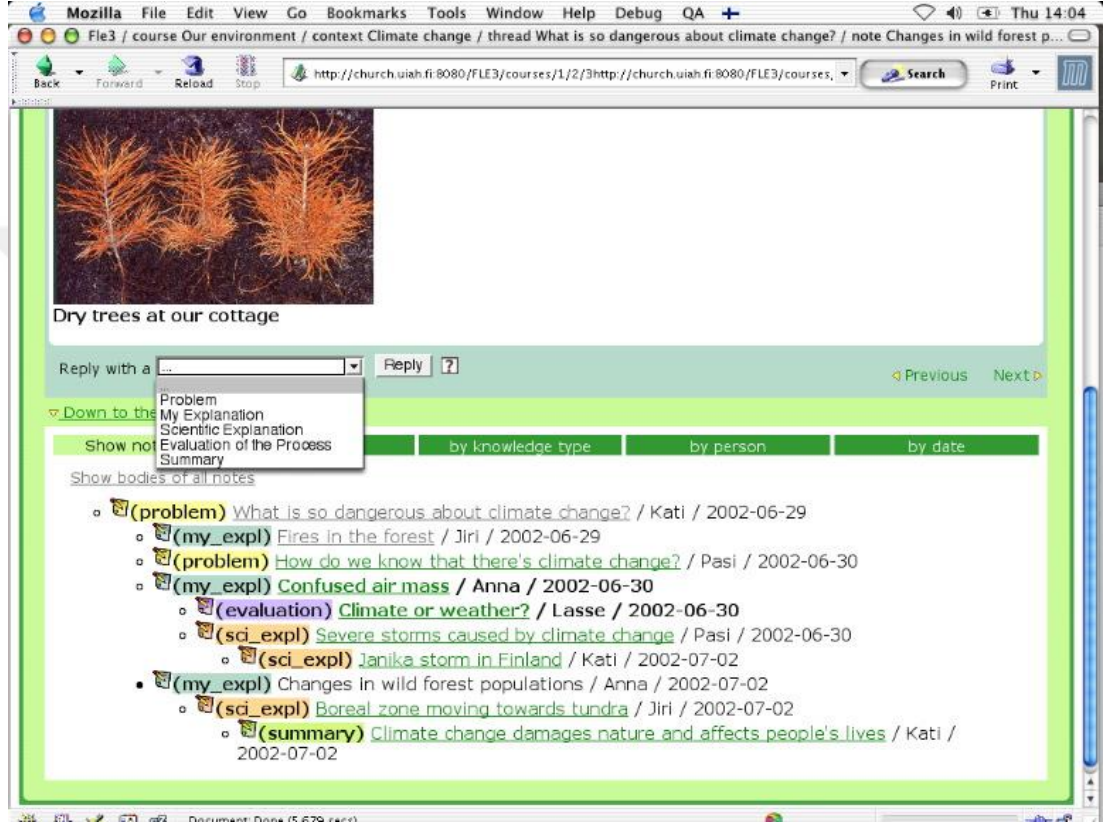 Mozilla File Edit View Go Bookmarks Tools Window Help Debug QA Thu 14:04
Fle3 / course Our environment / context Climate change / thread What is so dangerous about climate change? / note Changes in wild forest p...
Back Forward Reload Stop http://church.uiah.fi:8080/FLE3/courses/1/2/3http://church.uiah.fi:8080/FLE3/courses, Search Print
Dry trees at our cottage
Reply with a ... Reply ?
Previous Next
...
Problem
Down to the
My Explanation
Scientific Explanation
Show not
Evaluation of the Process
by knowledge type by person by date
Summary
Show bodies of all notes
(problem) What is so dangerous about climate change? / Kati / 2002-06-29
(my_expl) Fires in the forest / Jiri / 2002-06-29
(problem) How do we know that there's climate change? / Pasi / 2002-06-30
(my_expl) Confused air mass / Anna / 2002-06-30
(evaluation) Climate or weather? / Lasse / 2002-06-30
(sci_expl) Severe storms caused by climate change / Pasi / 2002-06-30
(sci_expl) Janika storm in Finland / Kati / 2002-07-02
(my_expl) Changes in wild forest populations / Anna / 2002-07-02
(sci_expl) Boreal zone moving towards tundra / Jiri / 2002-07-02
(summary) Climate change damages nature and affects people's lives / Kati /
2002-07-02
Document: Done (5.679 secs)